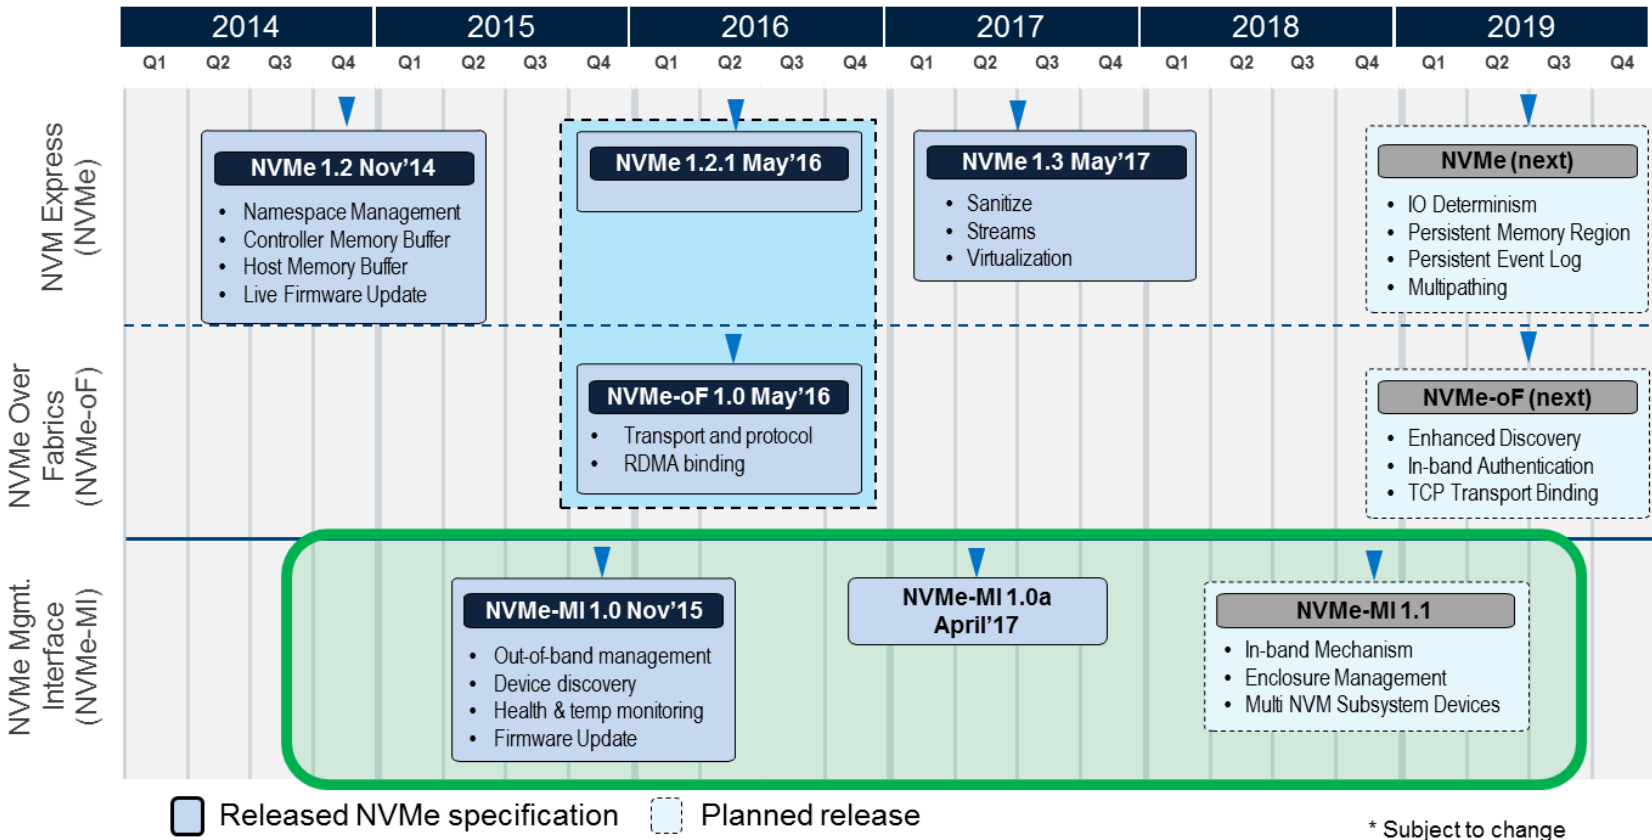 2014 2015 2016 2017 2018 2019
Q1 Q2 Q3 Q4 Q1 Q2 Q3 Q4 Q1 Q2 Q3 Q4 Q1 Q2 Q3 Q4 Q1 Q2 Q3 Q4 Q1 Q2 Q3 Q4
NVM Express
(NVMe)
NVMe 1.2 Nov’14
• Namespace Management
• Controller Memory Buffer
• Host Memory Buffer
• Live Firmware Update
NVMe 1.2.1 May’16
NVMe 1.3 May’17
• Sanitize
• Streams
• Virtualization
NVMe (next)
• IO Determinism
• Persistent Memory Region
• Persistent Event Log
• Multipathing
NVMe Over
Fabrics
(NVMe-oF)
NVMe-oF 1.0 May’16
• Transport and protocol
• RDMA binding
NVMe-oF (next)
• Enhanced Discovery
• In-band Authentication
• TCP Transport Binding
NVMe Mgmt.
Interface
(NVMe-MI)
NVMe-MI 1.0 Nov’15
• Out-of-band management
• Device discovery
• Health & temp monitoring
• Firmware Update
NVMe-MI 1.0a
April’17
NVMe-MI 1.1
• In-band Mechanism
• Enclosure Management
• Multi NVM Subsystem Devices
Released NVMe specification
Planned release
* Subject to change